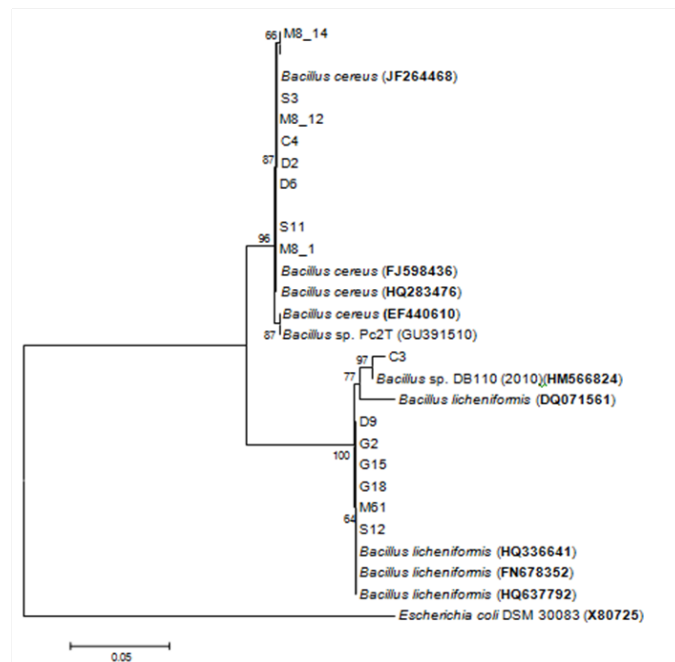 66
M8_14
Bacillus cereus (JF264468)
S3
M8_12
C4
87
D2
D6
S11
96
M8_1
Bacillus cereus (FJ598436)
Bacillus cereus (HQ283476)
Bacillus cereus (EF440610)
87
Bacillus sp. Pc2T (GU391510)
97
C3
77
Bacillus sp. DB110 (2010)(HM566824)
Bacillus licheniformis (DQ071561)
D9
G2
100
G15
G18
M61
64
S12
Bacillus licheniformis (HQ336641)
Bacillus licheniformis (FN678352)
Bacillus licheniformis (HQ637792)
Escherichia coli DSM 30083 (X80725)
0.05